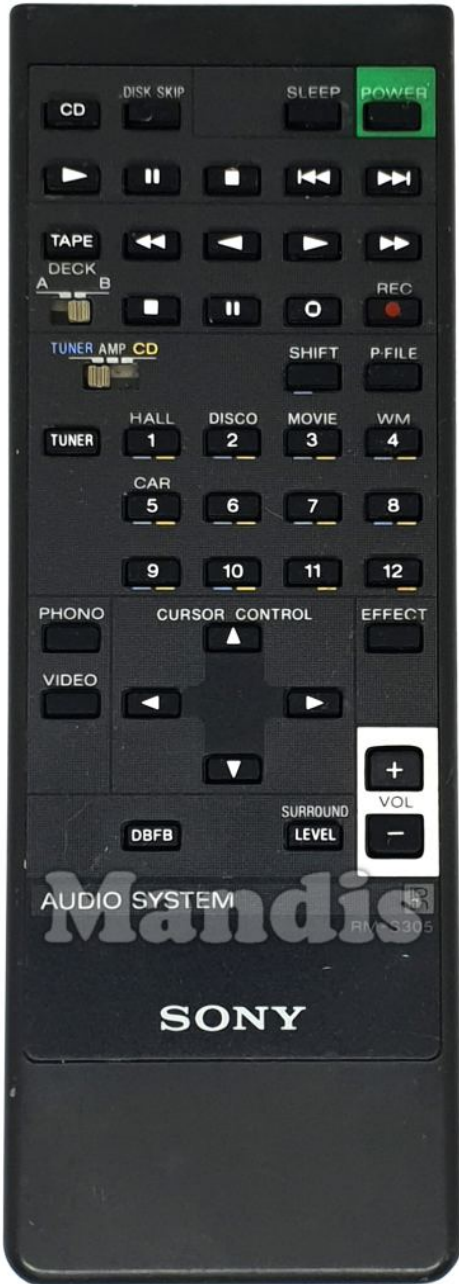 CD DISK SKIP SLEEP POWER
TAPE
DECK
A B REC
TUNER AMP CD SHIFT P·FILE
HALL DISCO MOVIE WM
TUNER 1 2 3 4
CAR
5 6 7 8
9 10 11 12
PHONO CURSOR CONTROL EFFECT
VIDEO
+
VOL
SURROUND
DBFB LEVEL −
AUDIO SYSTEM
Mandis
RM-S305
SONY